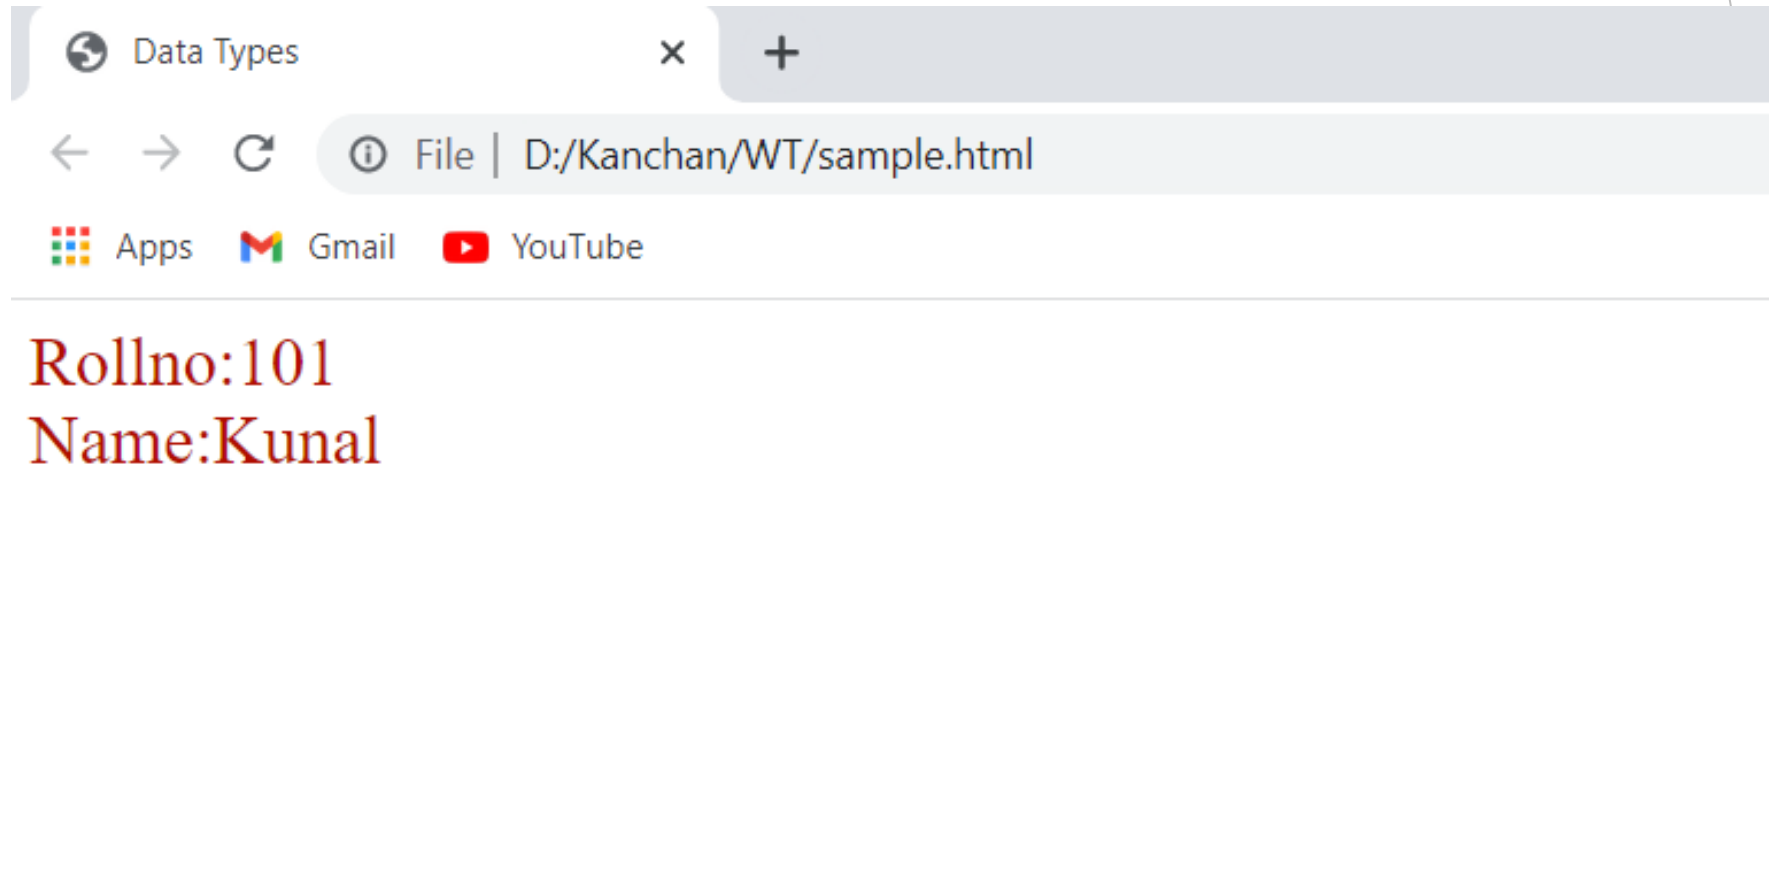 Data Types
File | D:/Kanchan/WT/sample.html
Apps Gmail YouTube
Rollno:101
Name:Kunal